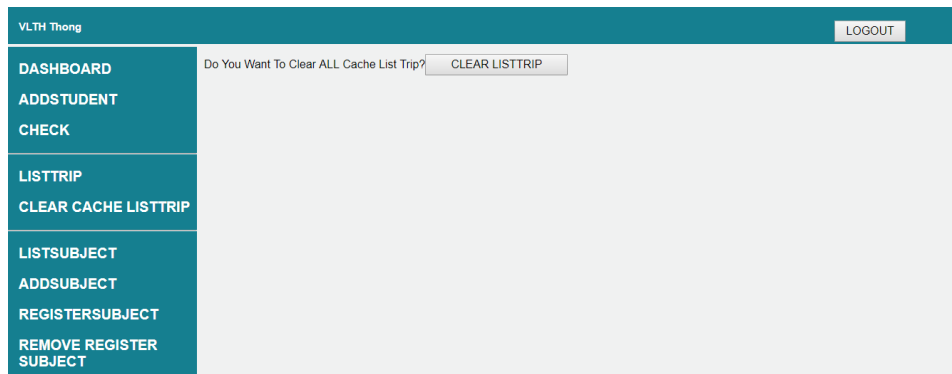 VLTH Thong
LOGOUT
DASHBOARD
ADDSTUDENT
CHECK
LISTTRIP
CLEAR CACHE LISTTRIP
LISTSUBJECT
ADDSUBJECT
REGISTERSUBJECT
REMOVE REGISTER
SUBJECT
Do You Want To Clear ALL Cache List Trip? CLEAR LISTTRIP